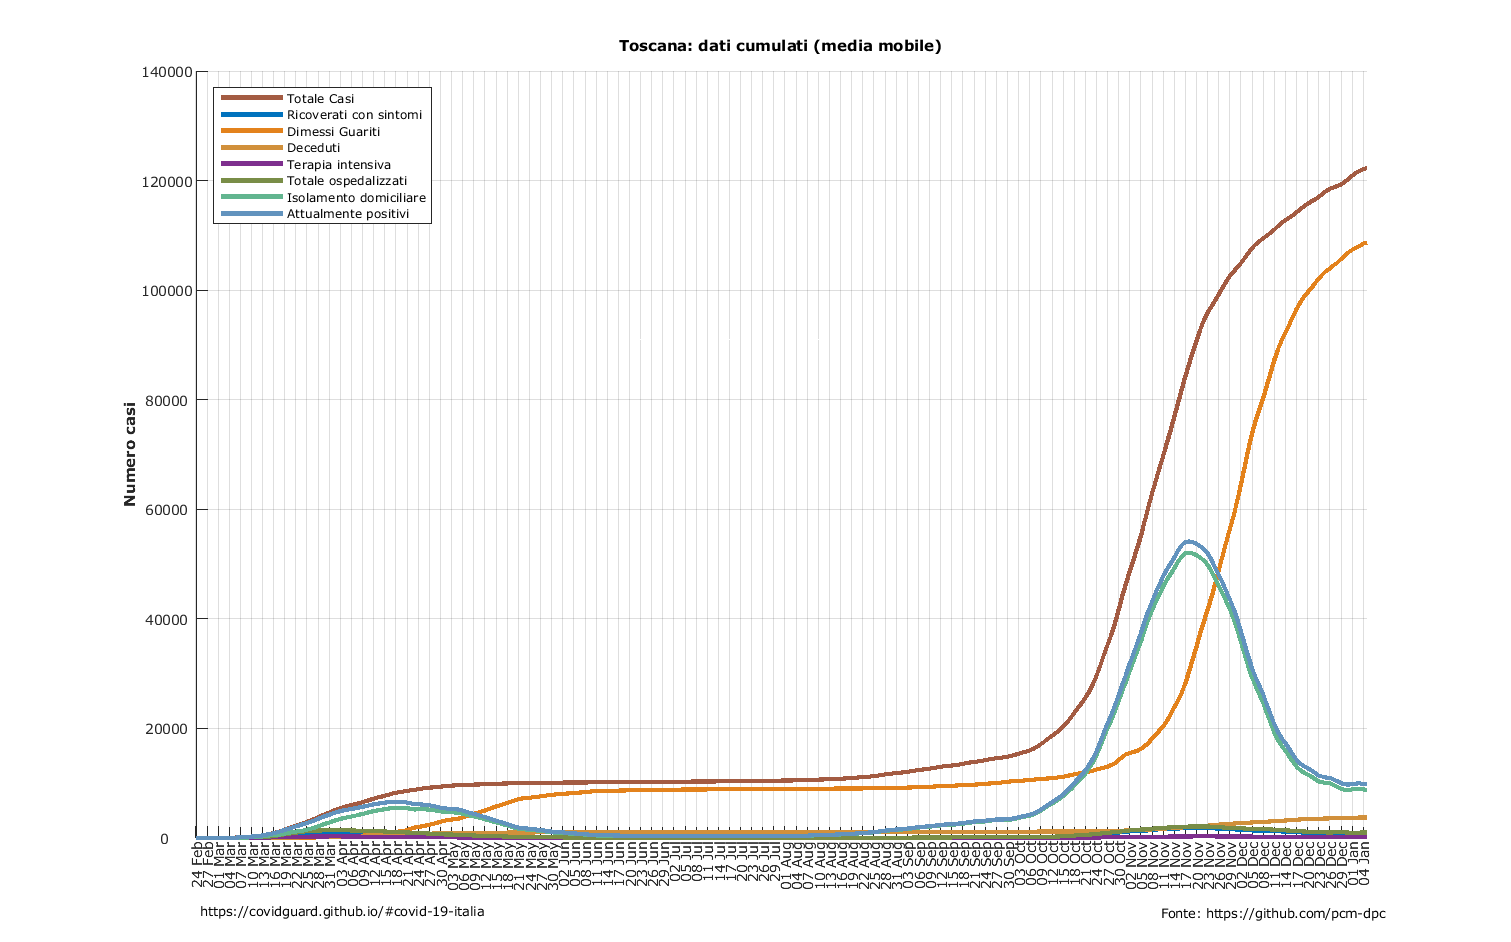 Toscana: dati cumulati (media mobile)
140000
120000
100000
80000
60000
40000
20000
0
Numero casi
Totale Casi
Ricoverati con sintomi
Dimessi Guariti
Deceduti
Terapia intensiva
Totale ospedalizzati
Isolamento domiciliare
Attualmente positivi
24 Feb
27 Feb
01 Mar
04 Mar
07 Mar
10 Mar
13 Mar
16 Mar
19 Mar
22 Mar
25 Mar
28 Mar
31 Mar
03 Apr
06 Apr
09 Apr
12 Apr
15 Apr
18 Apr
21 Apr
24 Apr
27 Apr
30 Apr
03 May
06 May
09 May
12 May
15 May
18 May
21 May
24 May
27 May
30 May
02 Jun
05 Jun
08 Jun
11 Jun
14 Jun
17 Jun
20 Jun
23 Jun
26 Jun
29 Jun
02 Jul
05 Jul
08 Jul
11 Jul
14 Jul
17 Jul
20 Jul
23 Jul
26 Jul
29 Jul
01 Aug
04 Aug
07 Aug
10 Aug
13 Aug
16 Aug
19 Aug
22 Aug
25 Aug
28 Aug
31 Aug
03 Sep
06 Sep
09 Sep
12 Sep
15 Sep
18 Sep
21 Sep
24 Sep
27 Sep
30 Sep
03 Oct
06 Oct
09 Oct
12 Oct
15 Oct
18 Oct
21 Oct
24 Oct
27 Oct
30 Oct
02 Nov
05 Nov
08 Nov
11 Nov
14 Nov
17 Nov
20 Nov
23 Nov
26 Nov
29 Nov
02 Dec
05 Dec
08 Dec
11 Dec
14 Dec
17 Dec
20 Dec
23 Dec
26 Dec
29 Dec
01 Jan
04 Jan
https://covidguard.github.io/#covid-19-italia
Fonte: https://github.com/pcm-dpc